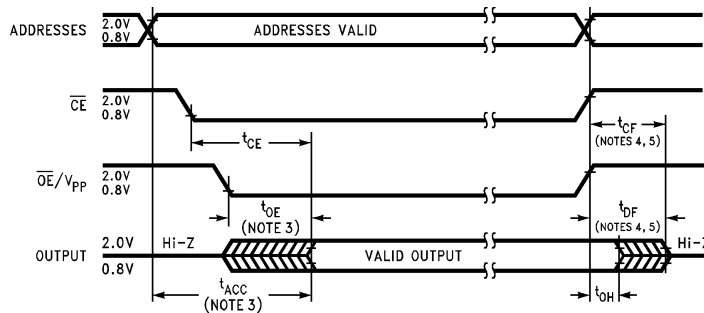 ADDRESSES 2.0V 0.8V ADDRESSES VALID
CE 2.0V 0.8V
tCE
tCF
(NOTES 4, 5)
OE/VPP 2.0V 0.8V
tOE
(NOTE 3)
tDF
(NOTES 4, 5)
OUTPUT 2.0V 0.8V Hi-Z VALID OUTPUT Hi-Z
tACC
(NOTE 3)
tOH